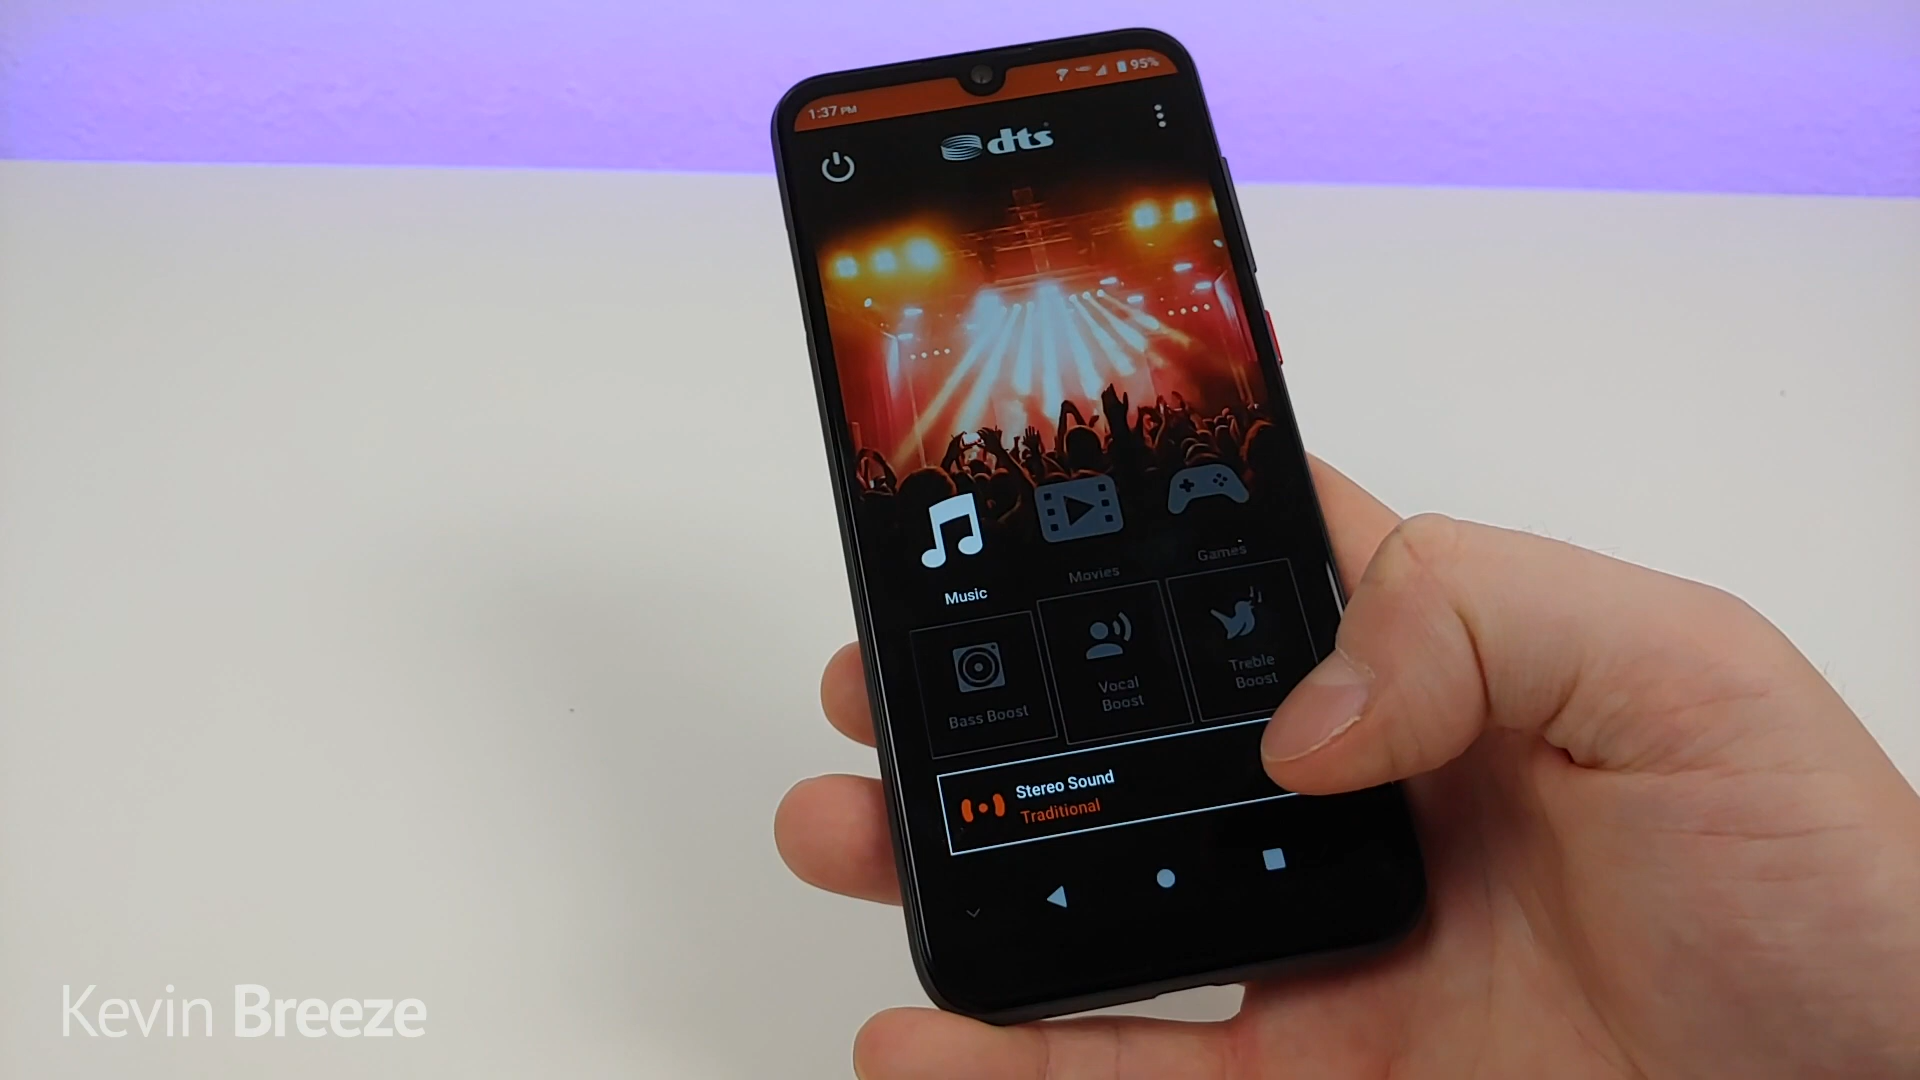 1:37 PM
95%
dts
Music
Movies
Games
Bass Boost
Vocal
Boost
Treble
Boost
Stereo Sound
Traditional
Kevin Breeze